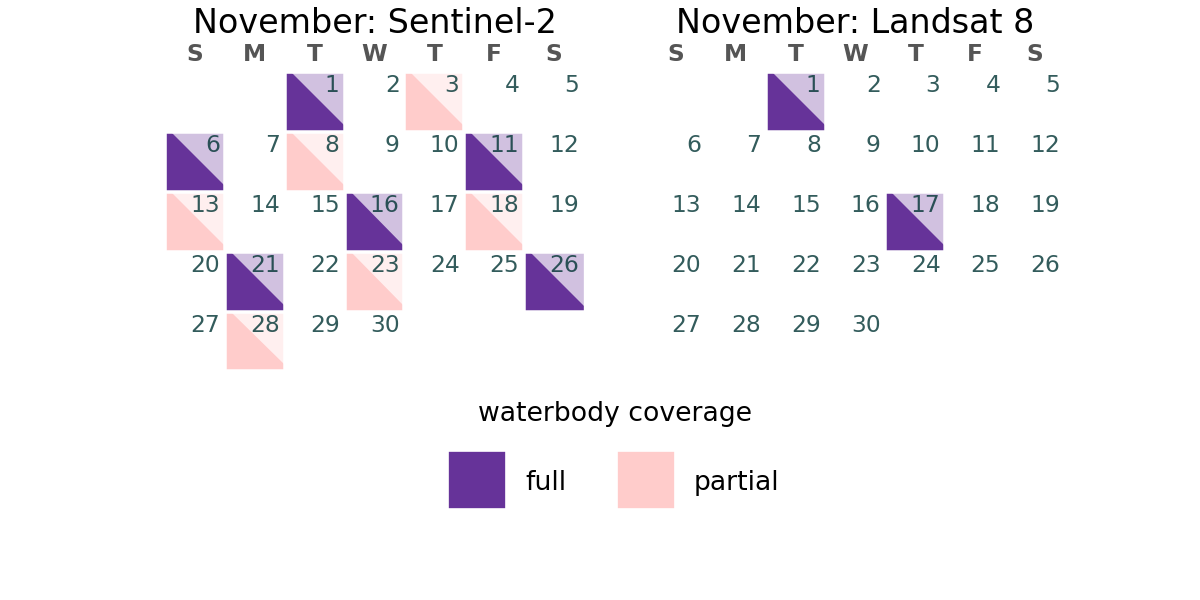 November: Sentinel-2
S M T W T F S
1 2 3 4 5
6 7 8 9 10 11 12
13 14 15 16 17 18 19
20 21 22 23 24 25 26
27 28 29 30
November: Landsat 8
S M T W T F S
1 2 3 4 5
6 7 8 9 10 11 12
13 14 15 16 17 18 19
20 21 22 23 24 25 26
27 28 29 30
waterbody coverage
full partial